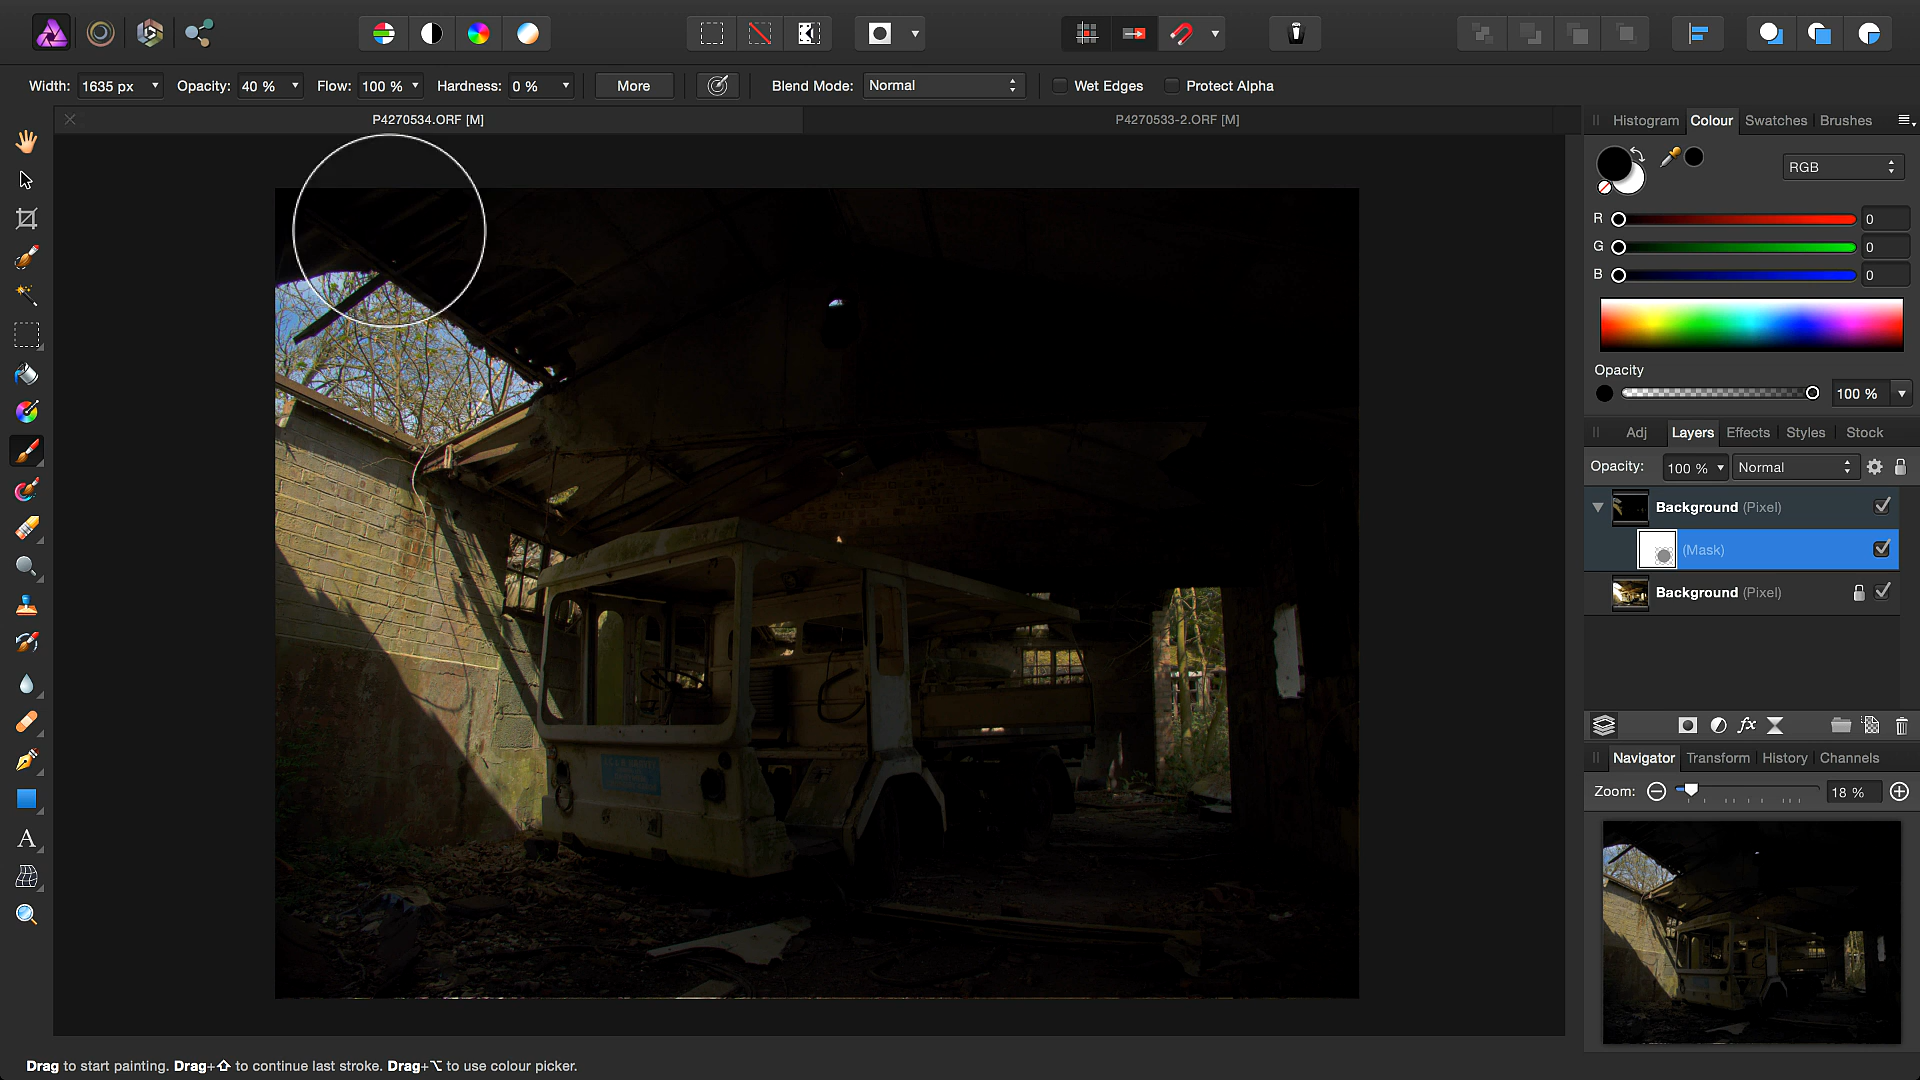 Width: 1635 px Opacity: 40 % Flow: 100 % Hardness: 0 % More Blend Mode: Normal Wet Edges Protect Alpha
P4270534.ORF [M] P4270533-2.ORF [M]
Histogram Colour Swatches Brushes
RGB
R 0
G 0
B 0
Opacity
100 %
Adj Layers Effects Styles Stock
Opacity: 100 % Normal
Background (Pixel)
(Mask)
Background (Pixel)
fx
Navigator Transform History Channels
Zoom: 18 %
A
Drag to start painting. Drag+⇧ to continue last stroke. Drag+⌥ to use colour picker.